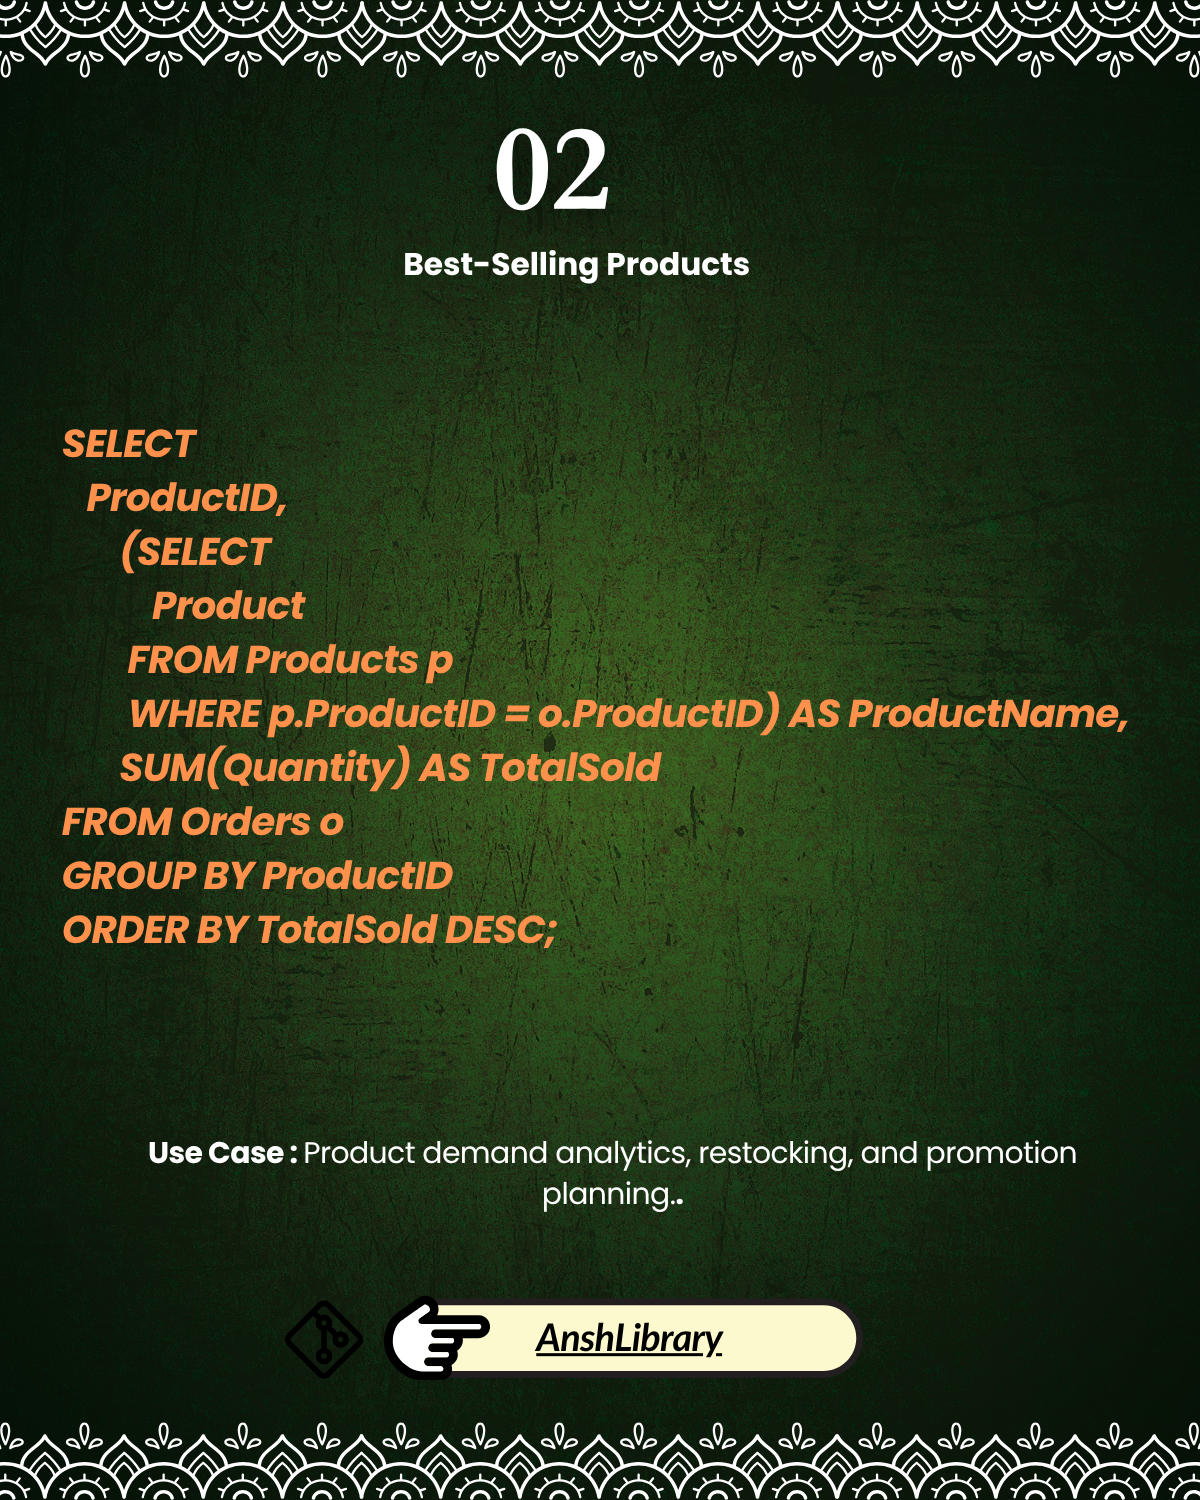 02
Best-Selling Products
SELECT
ProductID,
(SELECT
Product
FROM Products p
WHERE p.ProductID = o.ProductID) AS ProductName,
SUM(Quantity) AS TotalSold
FROM Orders o
GROUP BY ProductID
ORDER BY TotalSold DESC;
Use Case : Product demand analytics, restocking, and promotion
planning..
AnshLibrary